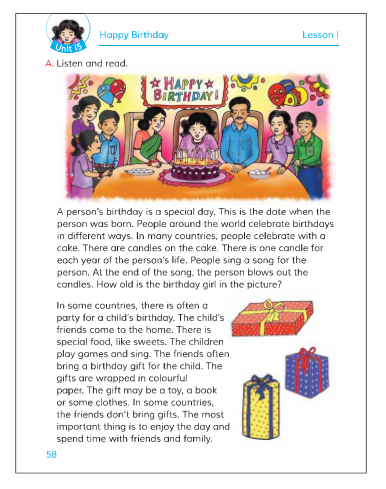 Unit 15
Happy Birthday
Lesson 1
A. Listen and read.
HAPPY
BIRTHDAY!
A person's birthday is a special day. This is the date when the
person was born. People around the world celebrate birthdays
in different ways. In many countries, people celebrate with a
cake. There are candles on the cake. There is one candle for
each year of the person's life. People sing a song for the
person. At the end of the song, the person blows out the
candles. How old is the birthday girl in the picture?
In some countries, there is often a
party for a child's birthday. The child's
friends come to the home. There is
special food, like sweets. The children
play games and sing. The friends often
bring a birthday gift for the child. The
gifts are wrapped in colourful
paper. The gift may be a toy, a book
or some clothes. In some countries,
the friends don't bring gifts. The most
important thing is to enjoy the day and
spend time with friends and family.
58